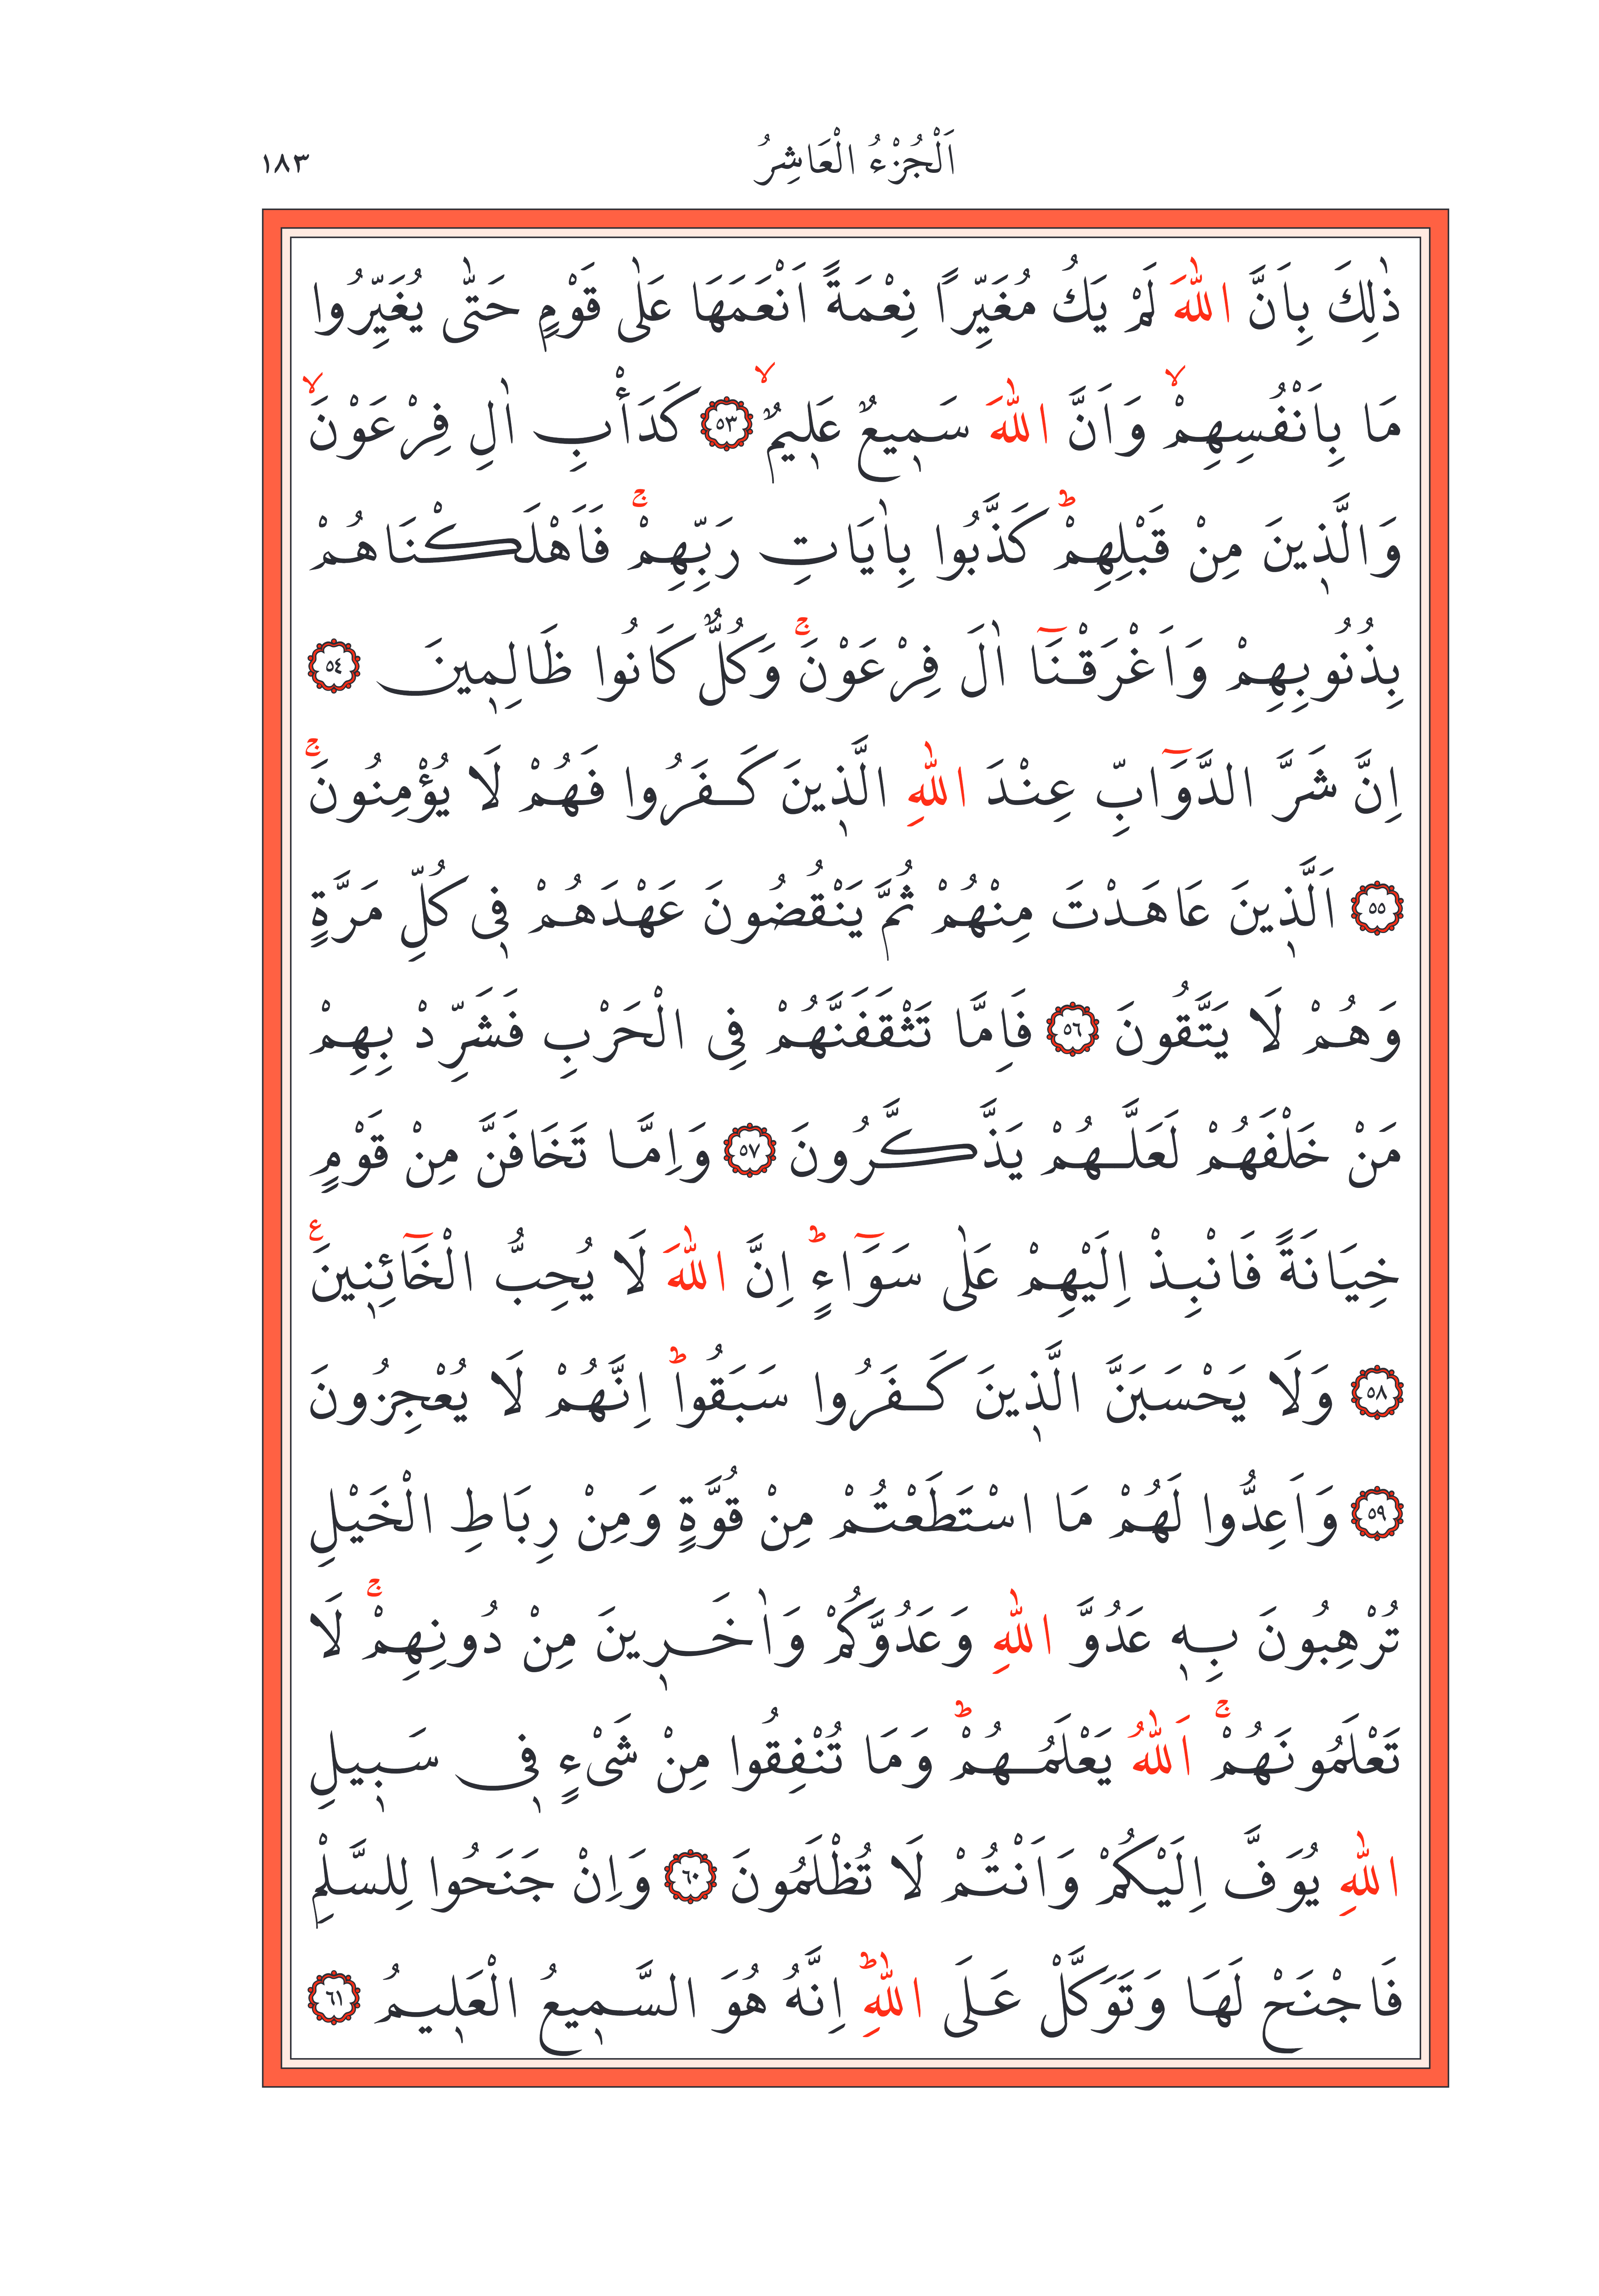 اَلْجُزْءُ الْعَاشِرُ ١٨٣
ذٰلِكَ بِاَنَّ اللّٰهَ لَمْ يَكُ مُغَيِّرًا نِعْمَةً اَنْعَمَهَا عَلٰى قَوْمٍ حَتّٰى يُغَيِّرُوا
مَا بِاَنْفُسِهِمْۙ وَاَنَّ اللّٰهَ سَمٖيعٌ عَلٖيمٌۙ ﴿٥٣﴾ كَدَأْبِ اٰلِ فِرْعَوْنَۙ
وَالَّذٖينَ مِنْ قَبْلِهِمْؕ كَذَّبُوا بِاٰيَاتِ رَبِّهِمْۚ فَاَهْلَكْنَاهُمْ
بِذُنُوبِهِمْ وَاَغْرَقْنَٓا اٰلَ فِرْعَوْنَۚ وَكُلٌّ كَانُوا ظَالِمٖينَ ﴿٥٤﴾
اِنَّ شَرَّ الدَّوَٓابِّ عِنْدَ اللّٰهِ الَّذٖينَ كَفَرُوا فَهُمْ لَا يُؤْمِنُونَۚ
﴿٥٥﴾ اَلَّذٖينَ عَاهَدْتَ مِنْهُمْ ثُمَّ يَنْقُضُونَ عَهْدَهُمْ فٖى كُلِّ مَرَّةٍ
وَهُمْ لَا يَتَّقُونَ ﴿٥٦﴾ فَاِمَّا تَثْقَفَنَّهُمْ فِى الْحَرْبِ فَشَرِّدْ بِهِمْ
مَنْ خَلْفَهُمْ لَعَلَّهُمْ يَذَّكَّرُونَ ﴿٥٧﴾ وَاِمَّا تَخَافَنَّ مِنْ قَوْمٍ
خِيَانَةً فَانْبِذْ اِلَيْهِمْ عَلٰى سَوَٓاءٍؕ اِنَّ اللّٰهَ لَا يُحِبُّ الْخَٓائِنٖينَࣖ
﴿٥٨﴾ وَلَا يَحْسَبَنَّ الَّذٖينَ كَفَرُوا سَبَقُواؕ اِنَّهُمْ لَا يُعْجِزُونَ
﴿٥٩﴾ وَاَعِدُّوا لَهُمْ مَا اسْتَطَعْتُمْ مِنْ قُوَّةٍ وَمِنْ رِبَاطِ الْخَيْلِ
تُرْهِبُونَ بِهٖ عَدُوَّ اللّٰهِ وَعَدُوَّكُمْ وَاٰخَرٖينَ مِنْ دُونِهِمْۚ لَا
تَعْلَمُونَهُمْۚ اَللّٰهُ يَعْلَمُهُمْؕ وَمَا تُنْفِقُوا مِنْ شَىْءٍ فٖى سَبٖيلِ
اللّٰهِ يُوَفَّ اِلَيْكُمْ وَاَنْتُمْ لَا تُظْلَمُونَ ﴿٦٠﴾ وَاِنْ جَنَحُوا لِلسَّلْمِ
فَاجْنَحْ لَهَا وَتَوَكَّلْ عَلَى اللّٰهِؕ اِنَّهُ هُوَ السَّمٖيعُ الْعَلٖيمُ ﴿٦١﴾